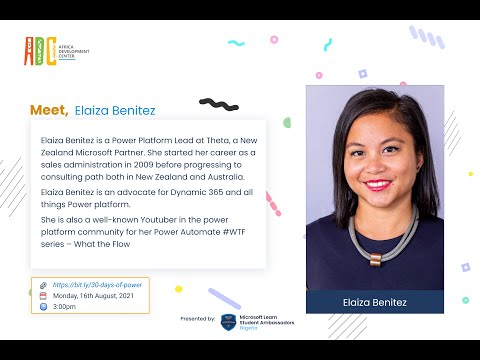 ADC
AFRICA
DEVELOPMENT
CENTER
Meet, Elaiza Benitez
Elaiza Benitez is a Power Platform Lead at Theta, a New
Zealand Microsoft Partner. She started her career as a
sales administration in 2009 before progressing to
consulting path both in New Zealand and Australia.
Elaiza Benitez is an advocate for Dynamic 365 and all
things Power platform.
She is also a well-known Youtuber in the power
platform community for her Power Automate #WTF
series – What the Flow
https://bit.ly/30-days-of-power
Monday, 16th August, 2021
3:00pm
Elaiza Benitez
Presented by:
Microsoft Learn
Student Ambassadors
Nigeria